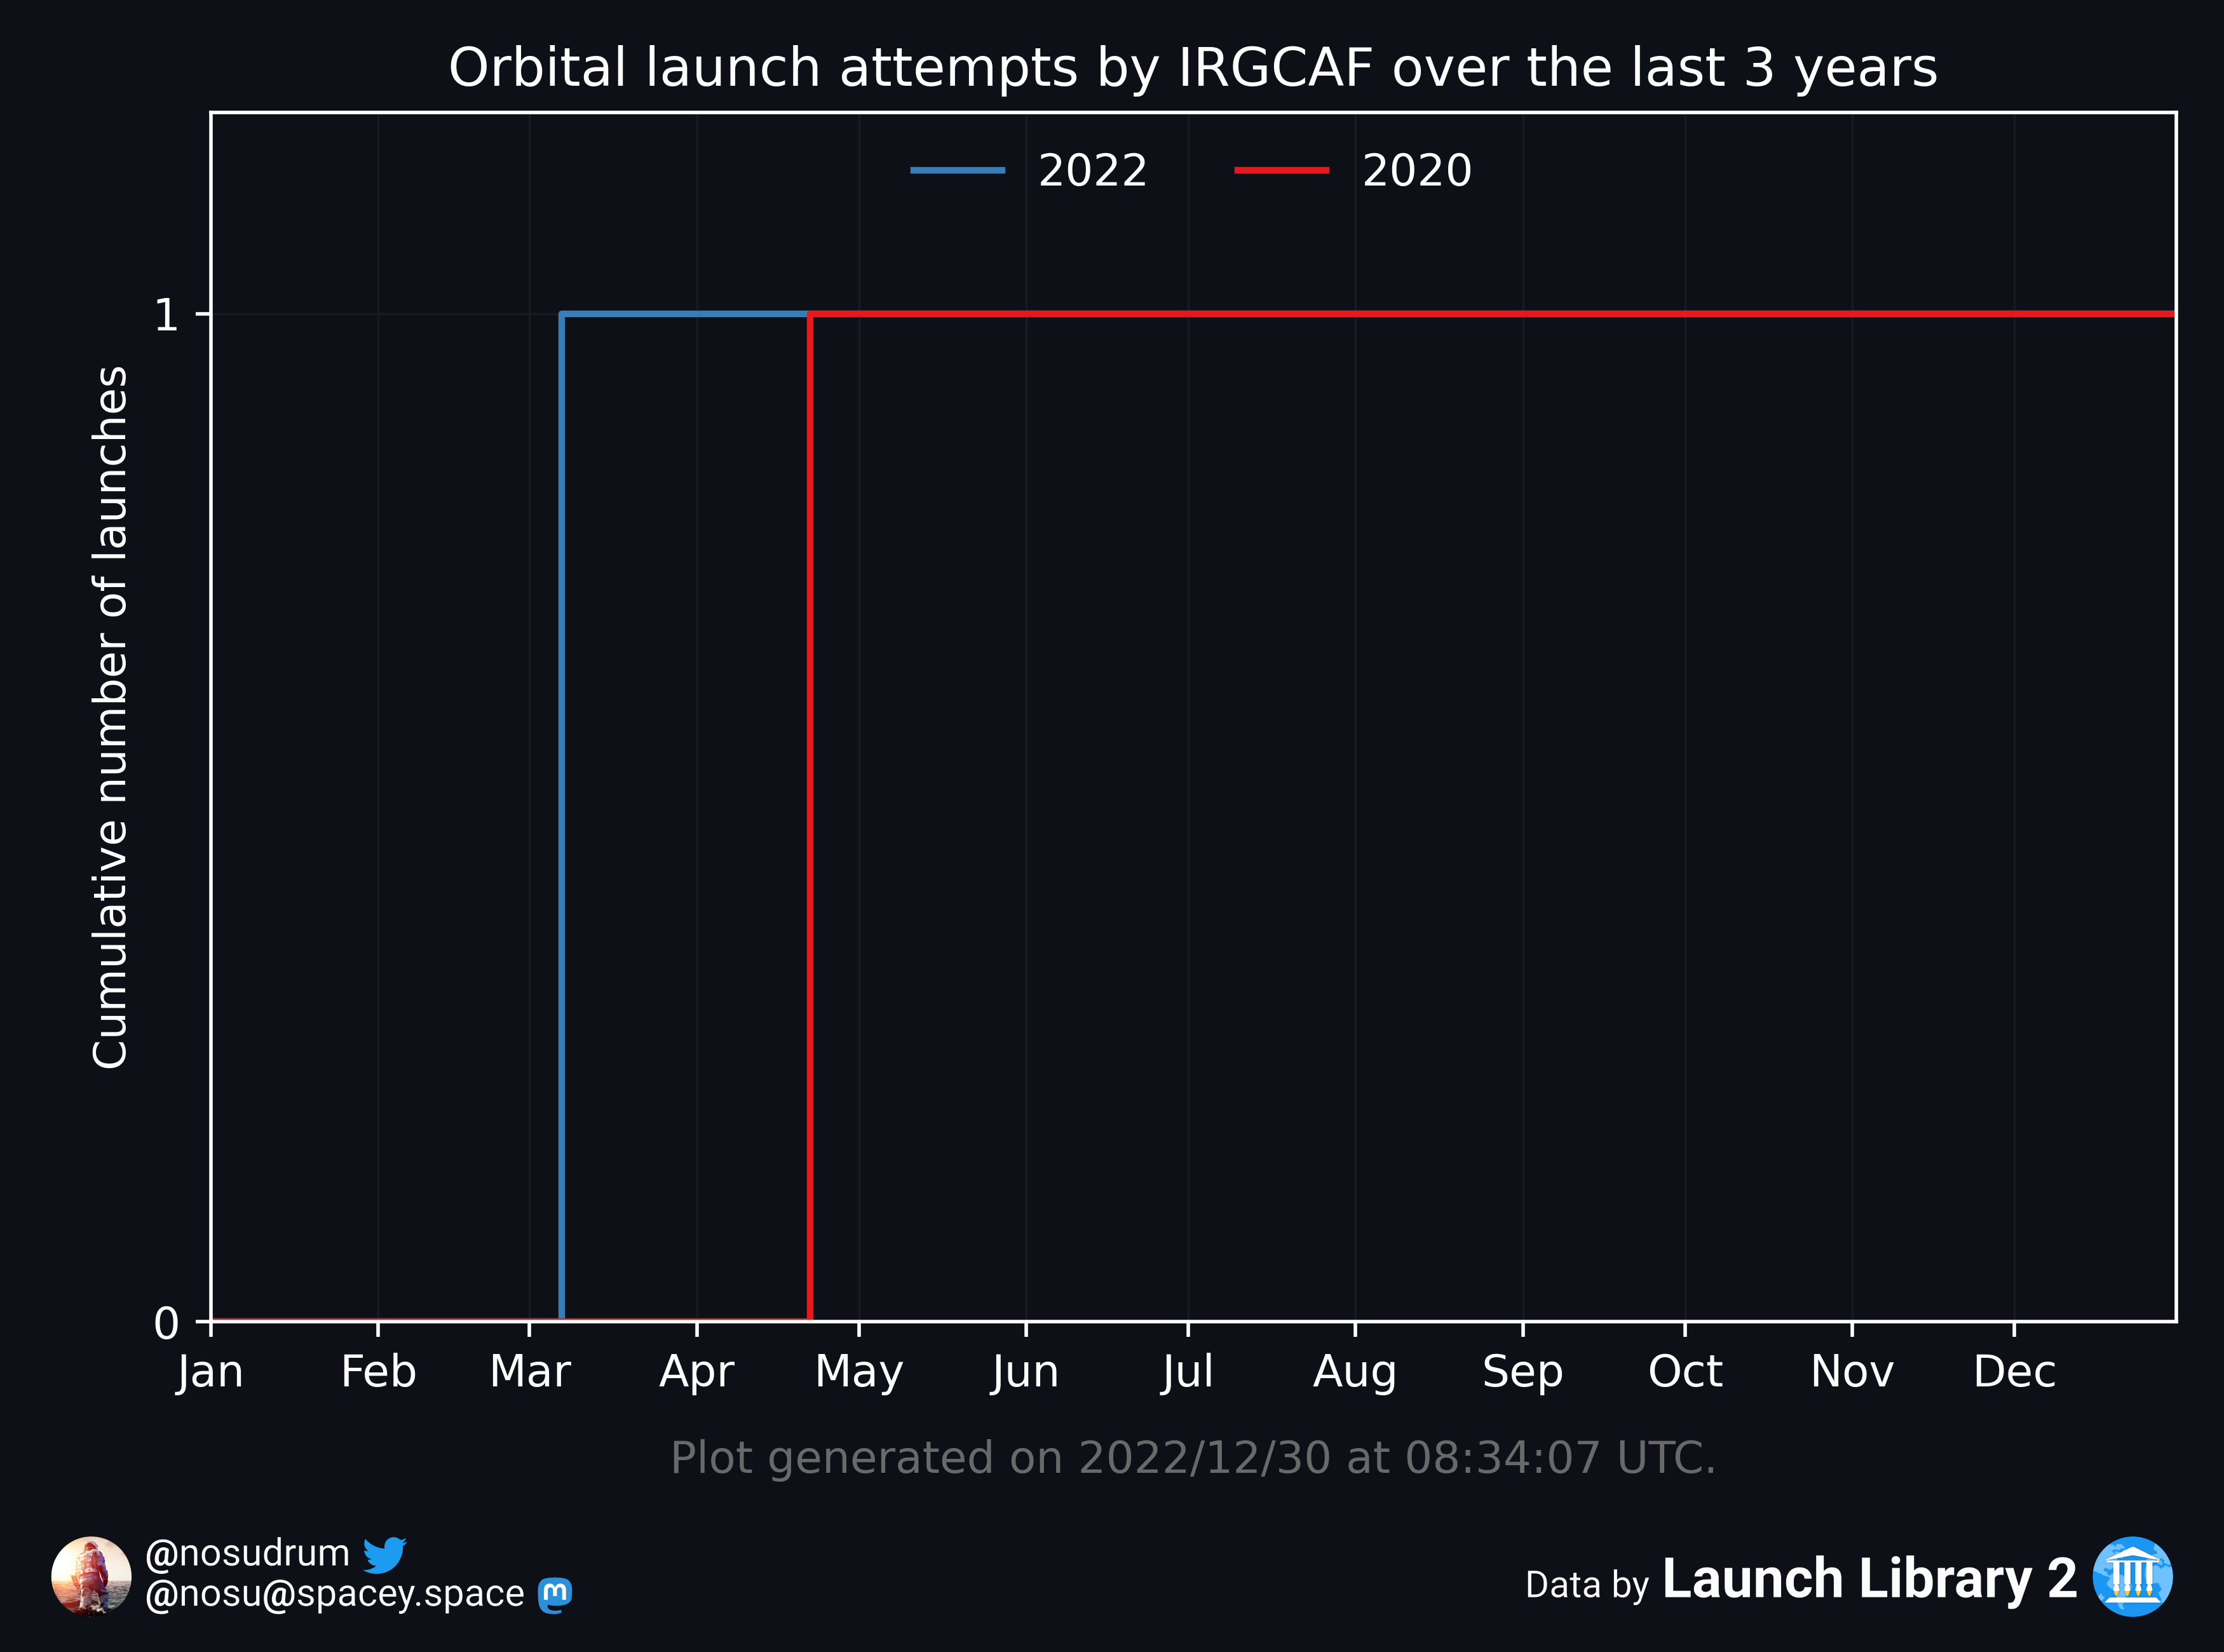 Orbital launch attempts by IRGCAF over the last 3 years
2022 2020
Cumulative number of launches
1
0
Jan Feb Mar Apr May Jun Jul Aug Sep Oct Nov Dec
Plot generated on 2022/12/30 at 08:34:07 UTC.
@nosudrum
@nosu@spacey.space
Data by Launch Library 2